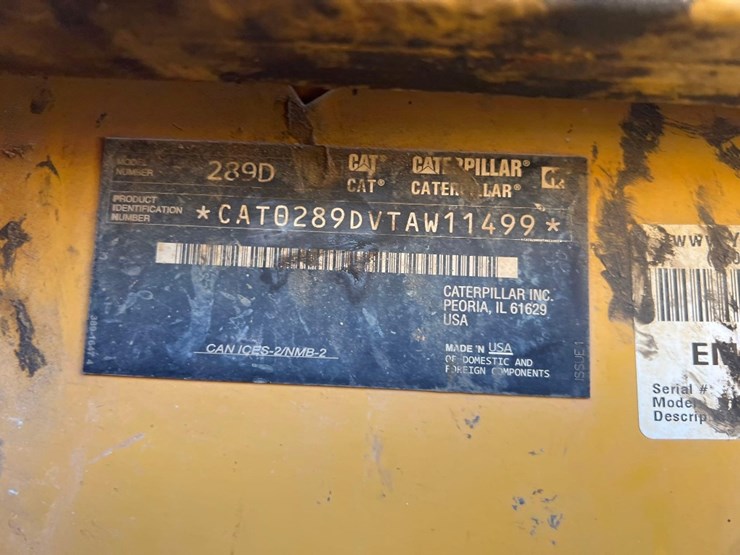 MODEL
NUMBER
289D
CAT® CATERPILLAR®
CAT® CATERPILLAR®
PRODUCT
IDENTIFICATION
NUMBER
*CAT0289DVTAW11499*
CATERPILLAR INC.
PEORIA, IL 61629
USA
CAN ICES-2/NMB-2
MADE IN USA
OF DOMESTIC AND
FOREIGN COMPONENTS
ISSUE 1
WWW.
Serial #
Model
Descrip